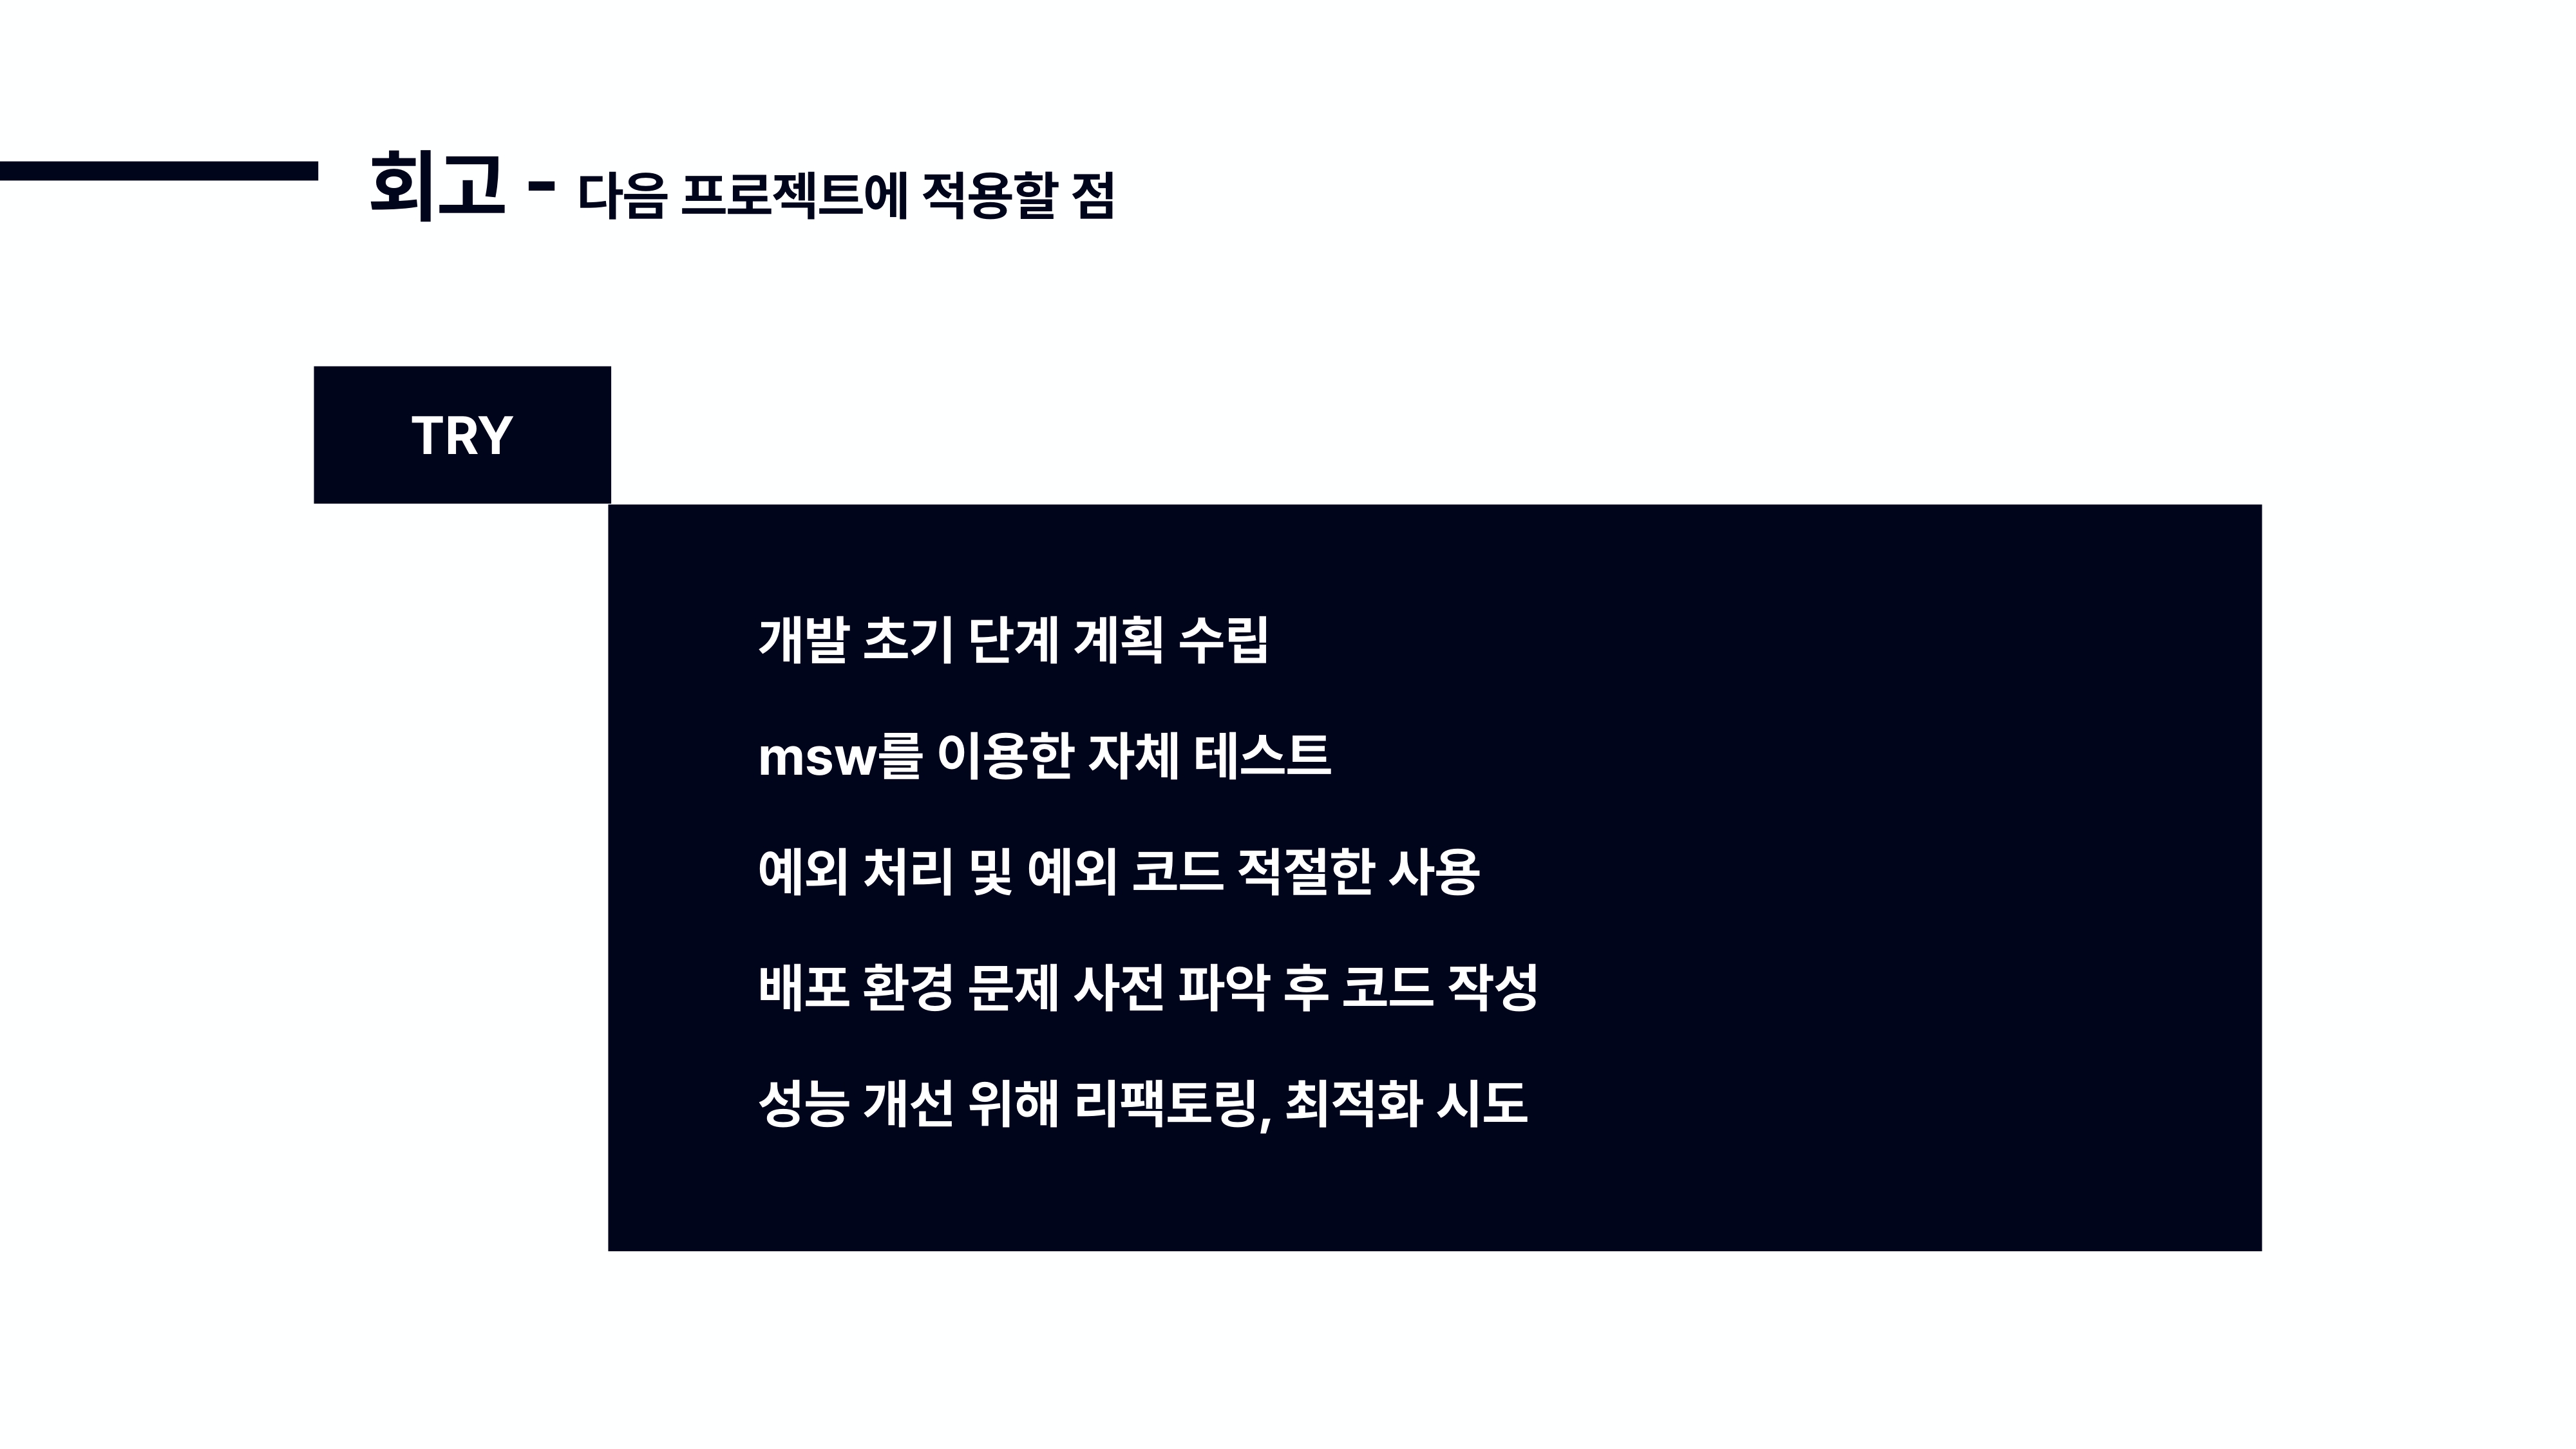 회고 - 다음 프로젝트에 적용할 점
TRY
개발 초기 단계 계획 수립
msw를 이용한 자체 테스트
예외 처리 및 예외 코드 적절한 사용
배포 환경 문제 사전 파악 후 코드 작성
성능 개선 위해 리팩토링, 최적화 시도